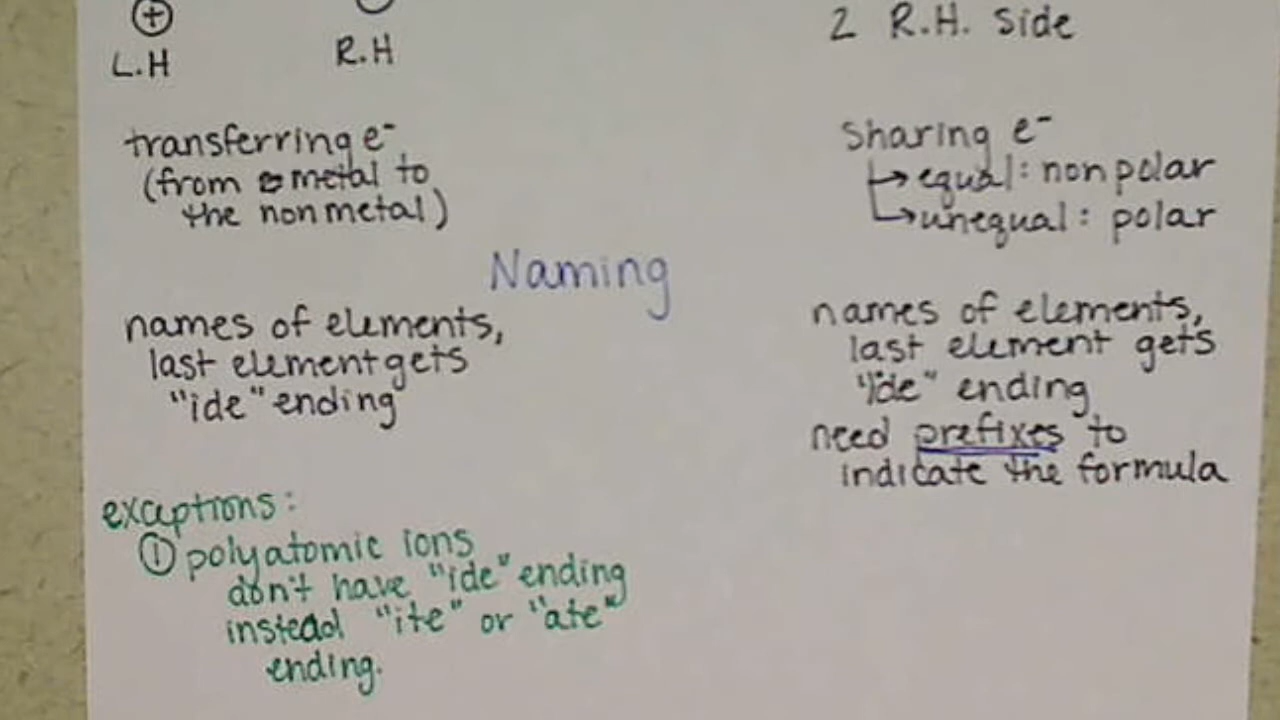 +
L.H
R.H
2 R.H. Side
transferring e-
(from metal to
the nonmetal)
Sharing e-
→ equal: nonpolar
→ unequal: polar
Naming
names of elements,
last element gets
"ide" ending
names of elements,
last element gets
"ide" ending
need prefixes to
indicate the formula
exceptions:
① polyatomic ions
don't have "ide" ending
instead "ite" or "ate"
ending.